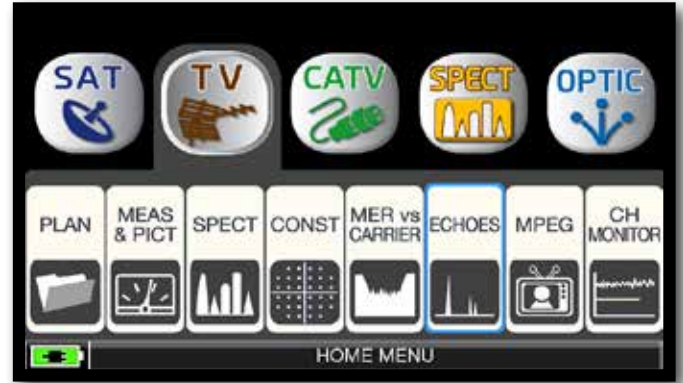 SAT
TV
CATV
SPECT
OPTIC
PLAN
MEAS
& PICT
SPECT
CONST
MER vs
CARRIER
ECHOES
MPEG
CH
MONITOR
HOME MENU